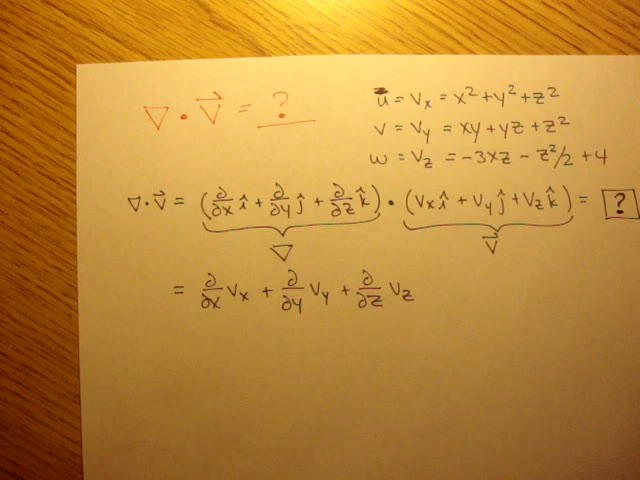 ∇ · V⃗ = ?
u = Vx = x² + y² + z²
v = Vy = xy + yz + z²
w = Vz = -3xz - z²/2 + 4
∇ · V⃗ = (∂/∂x î + ∂/∂y ĵ + ∂/∂z k̂) · (Vx î + Vy ĵ + Vz k̂) = ?
∇ V⃗
= ∂/∂x Vx + ∂/∂y Vy + ∂/∂z Vz